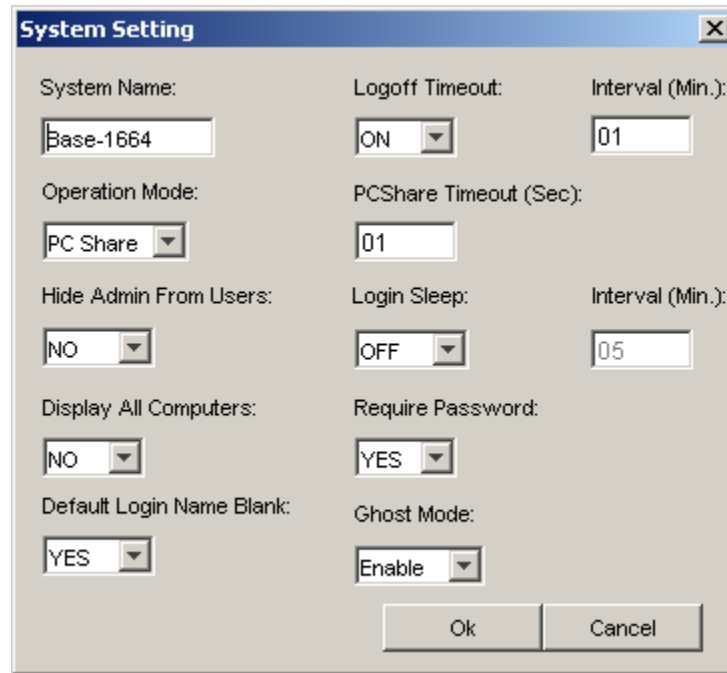 System Setting
System Name: Logoff Timeout: Interval (Min.):
Base-1664 ON 01
Operation Mode: PCShare Timeout (Sec):
PC Share 01
Hide Admin From Users: Login Sleep: Interval (Min.):
NO OFF 05
Display All Computers: Require Password:
NO YES
Default Login Name Blank: Ghost Mode:
YES Enable
Ok Cancel